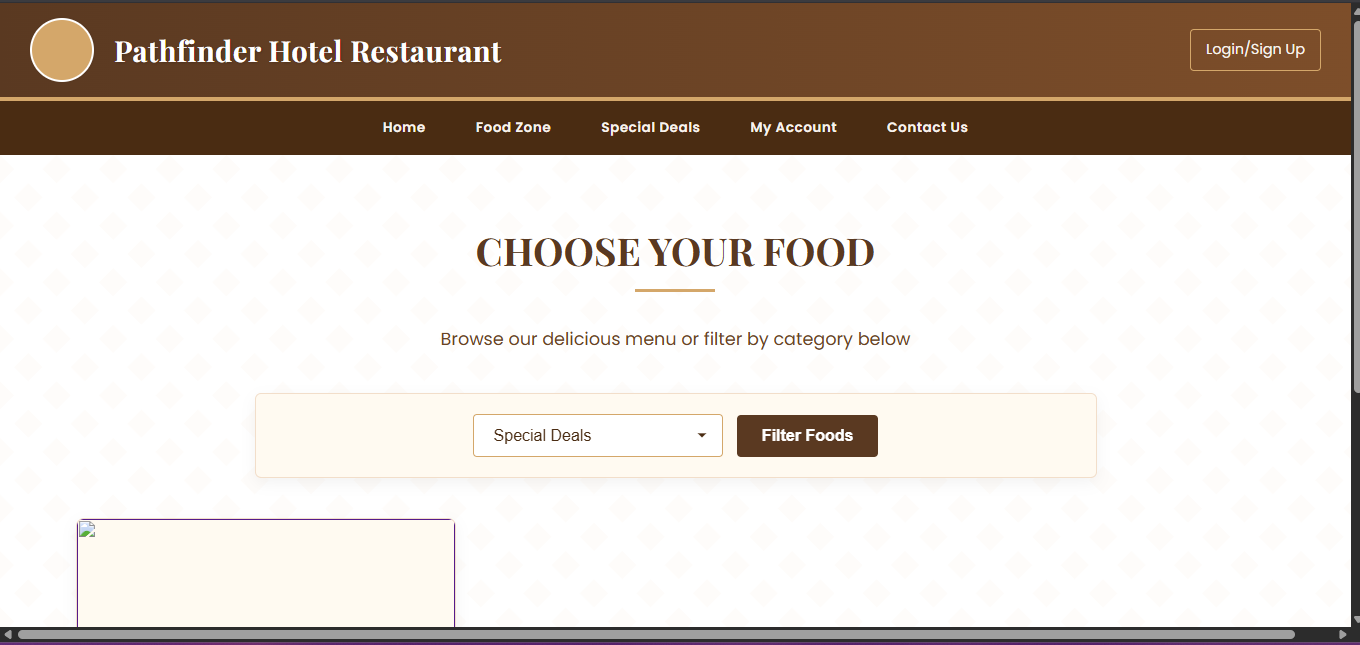 Pathfinder Hotel Restaurant
Login/Sign Up
Home
Food Zone
Special Deals
My Account
Contact Us
CHOOSE YOUR FOOD
Browse our delicious menu or filter by category below
Special Deals
Filter Foods